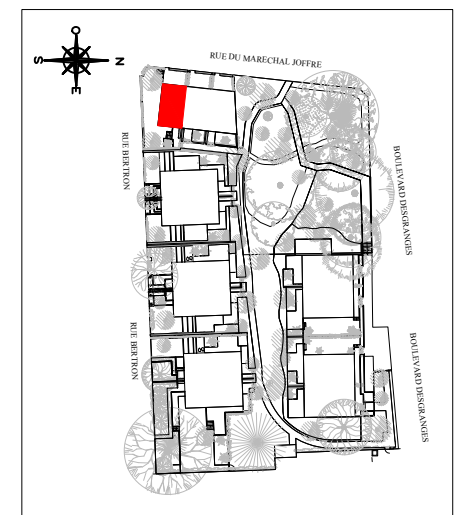 O
S
N
E
RUE DU MARECHAL JOFFRE
RUE BERTRON
BOULEVARD DESGRANGES
RUE BERTRON
BOULEVARD DESGRANGES